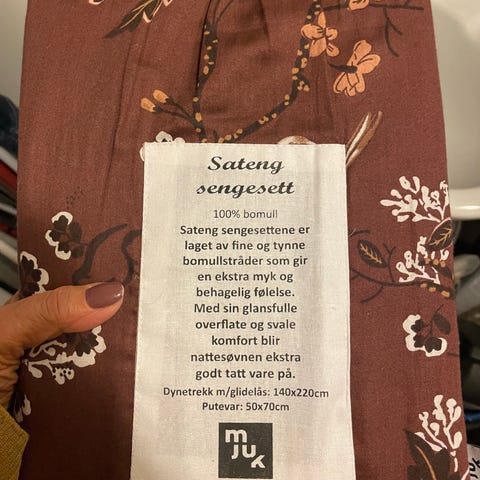 Sateng
sengesett
100% bomull
Sateng sengesettene er
laget av fine og tynne
bomullstråder som gir
en ekstra myk og
behagelig følelse.
Med sin glansfulle
overflate og svale
komfort blir
nattesøvnen ekstra
godt tatt vare på.
Dynetrekk m/glidelås: 140x220cm
Putevar: 50x70cm
mjuk